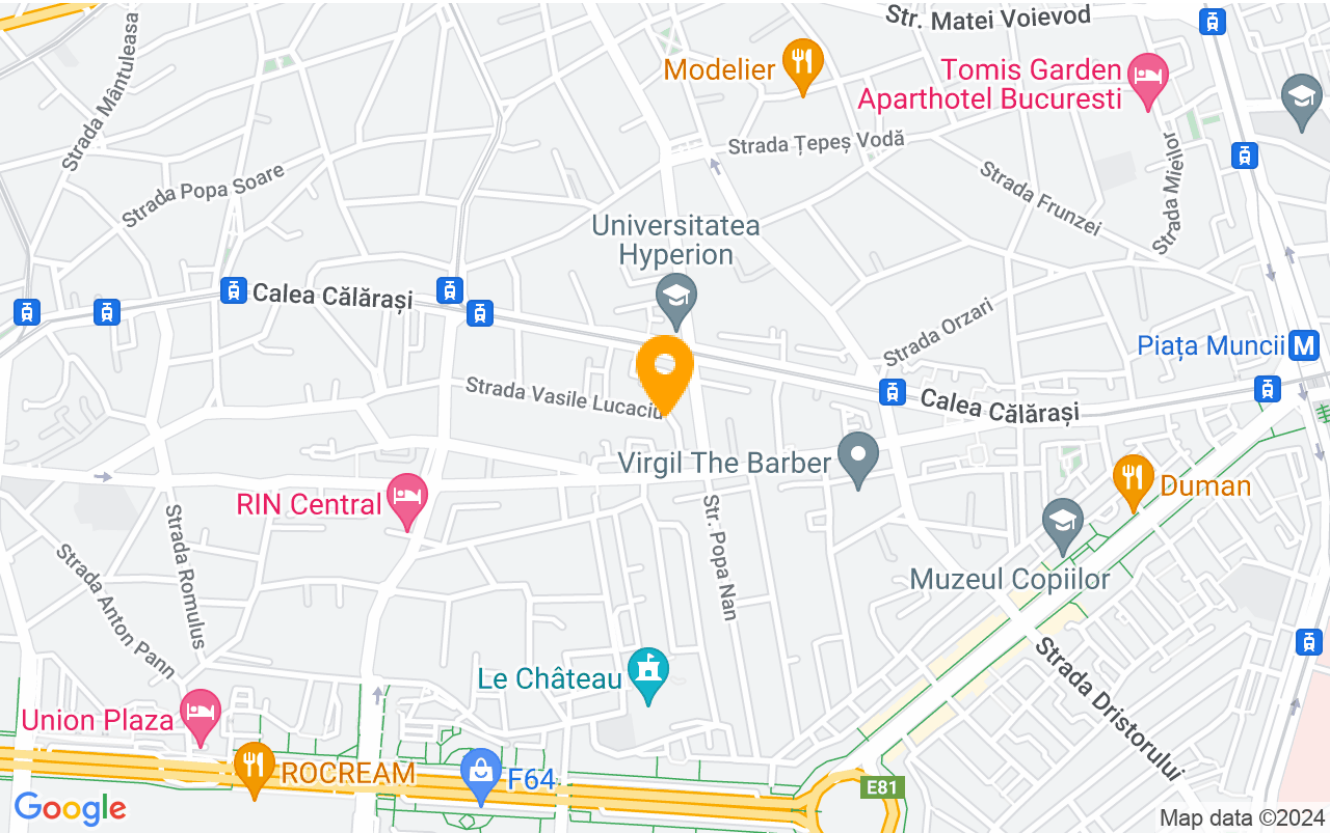 Str. Matei Voievod
Strada Mântuleasa
Modelier
Tomis Garden
Aparthotel Bucuresti
Strada Țepeș Vodă
Strada Mieilor
Strada Popa Soare
Strada Frunzei
Universitatea
Hyperion
Calea Călărași
Strada Orzari
Piața Muncii
M
Strada Vasile Lucaciu
Calea Călărași
Virgil The Barber
RIN Central
Duman
Strada Romulus
Str. Popa Nan
Strada Anton Pann
Muzeul Copiilor
Le Château
Strada Dristorului
Union Plaza
ROCREAM
F64
E81
Google
Map data ©2024